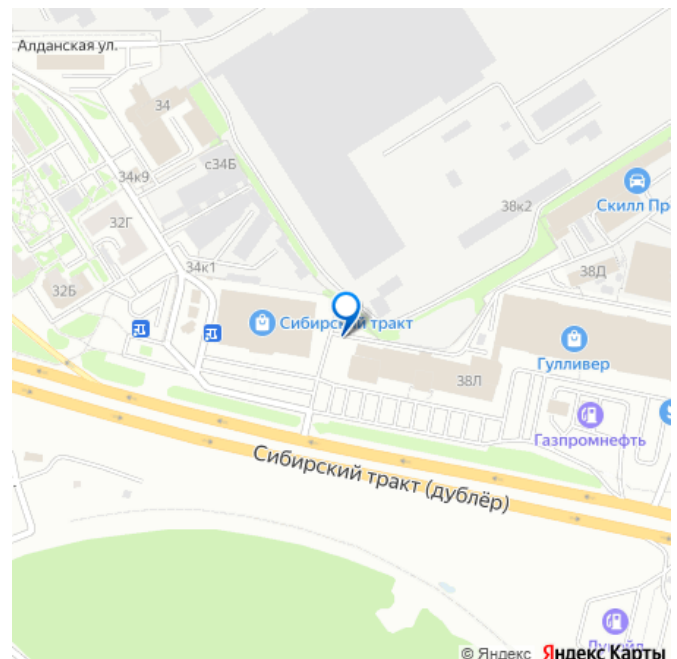 Алданская ул.
34
с34Б
34к9
38к2
Скилл Пр
32Г
34к1
38Д
32Б
Сибирский тракт
Гулливер
38Л
Газпромнефть
Сибирский тракт (дублёр)
Лукойл
© Яндекс Яндекс Карты